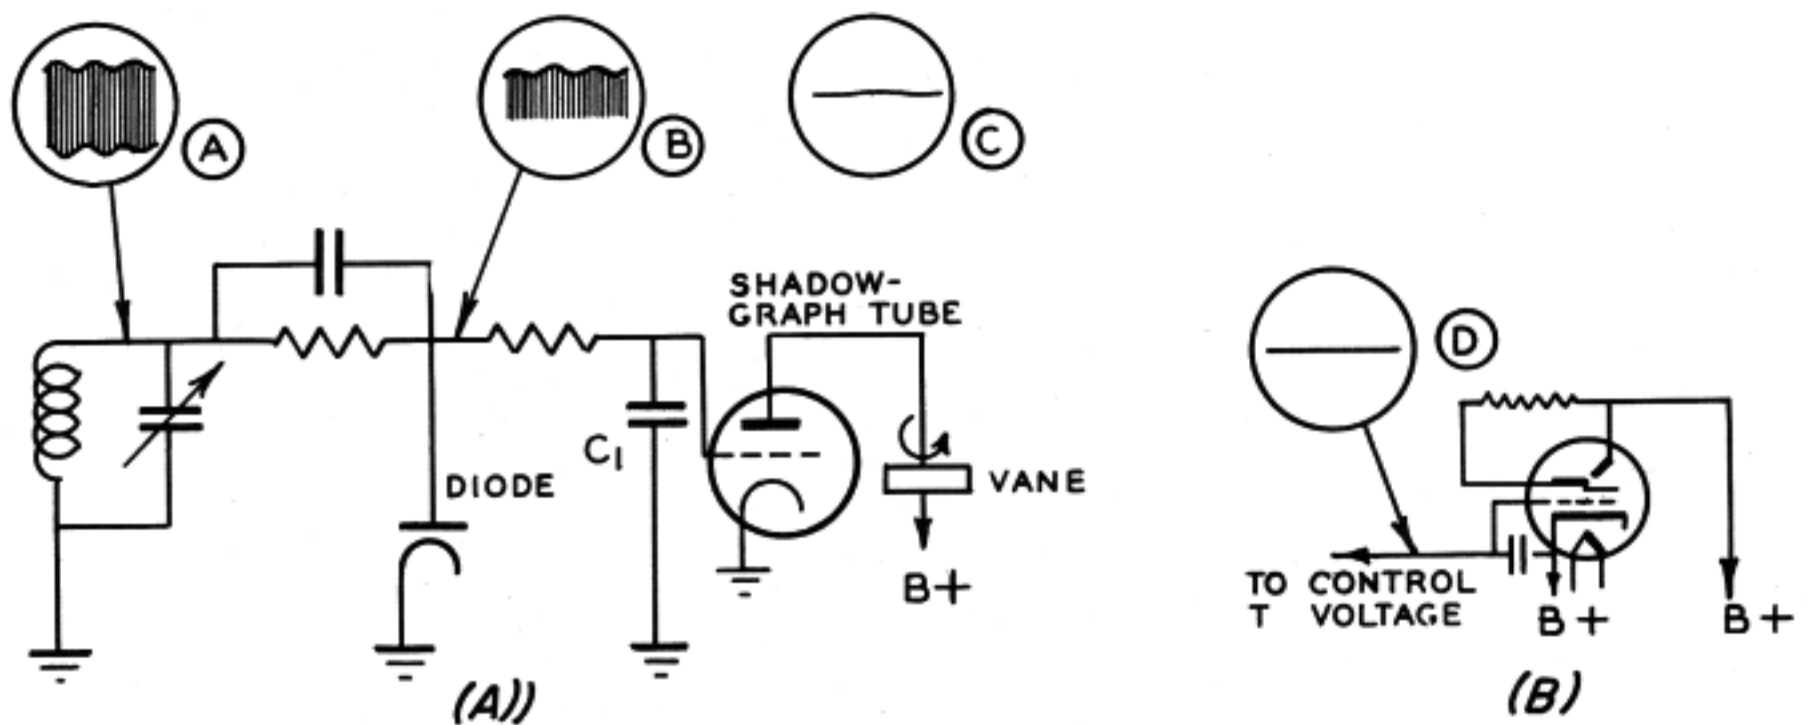 A
B
C
SHADOW-
GRAPH TUBE
D
C1
DIODE
VANE
B+
TO CONTROL
T VOLTAGE
B+
B+
(A))
(B)